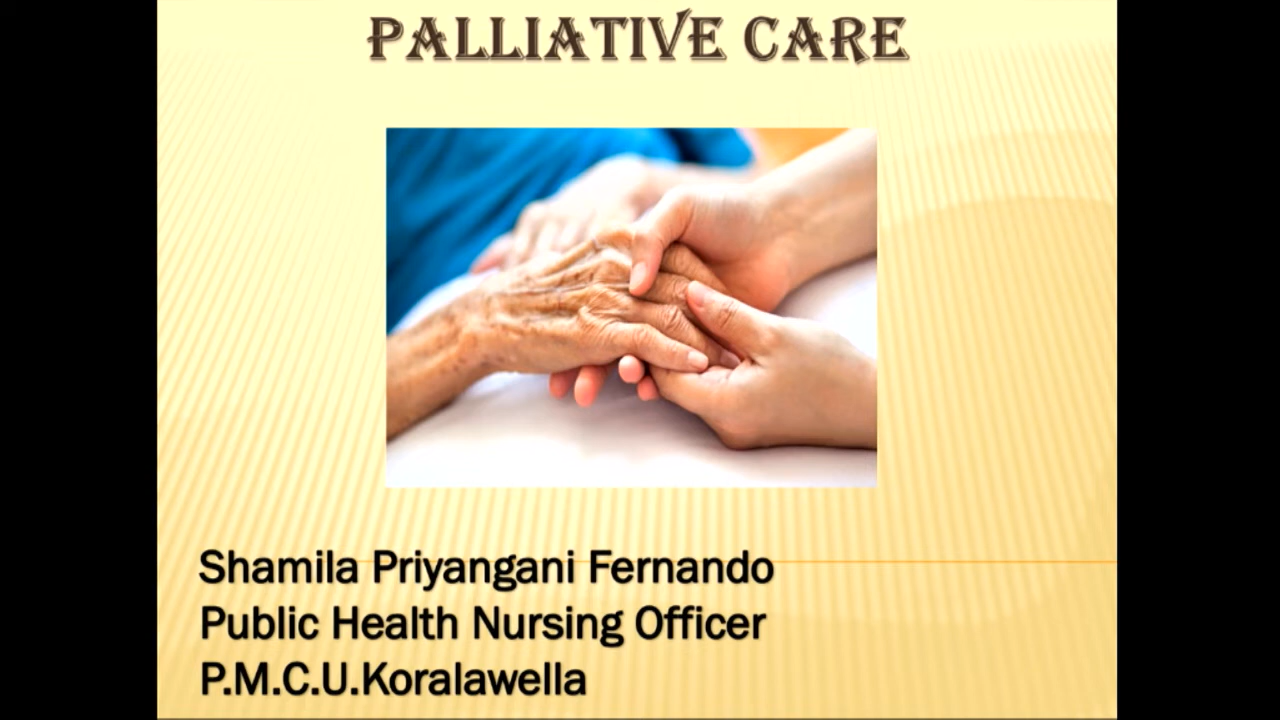 PALLIATIVE CARE
Shamila Priyangani Fernando
Public Health Nursing Officer
P.M.C.U.Koralawella